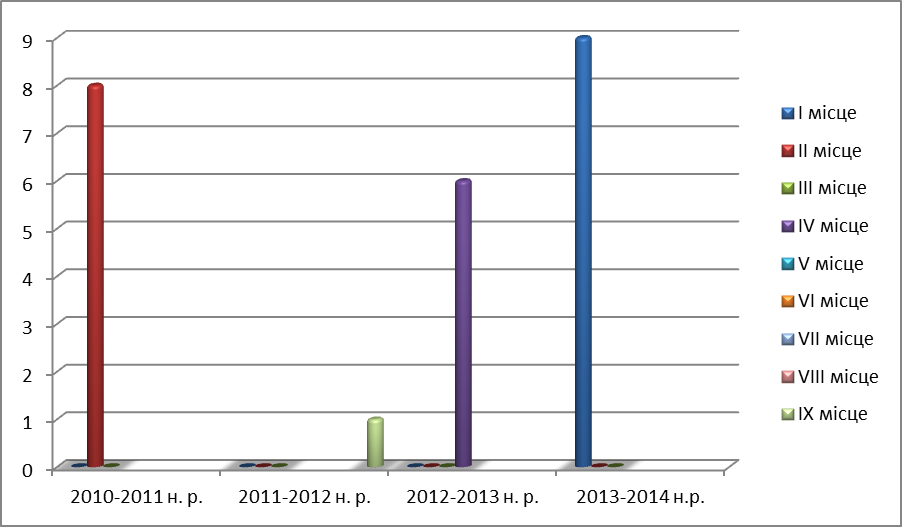 9
8
7
6
5
4
3
2
1
0
2010-2011 н. р.
2011-2012 н. р.
2012-2013 н. р.
2013-2014 н.р.
I місце
II місце
III місце
IV місце
V місце
VI місце
VII місце
VIII місце
IX місце